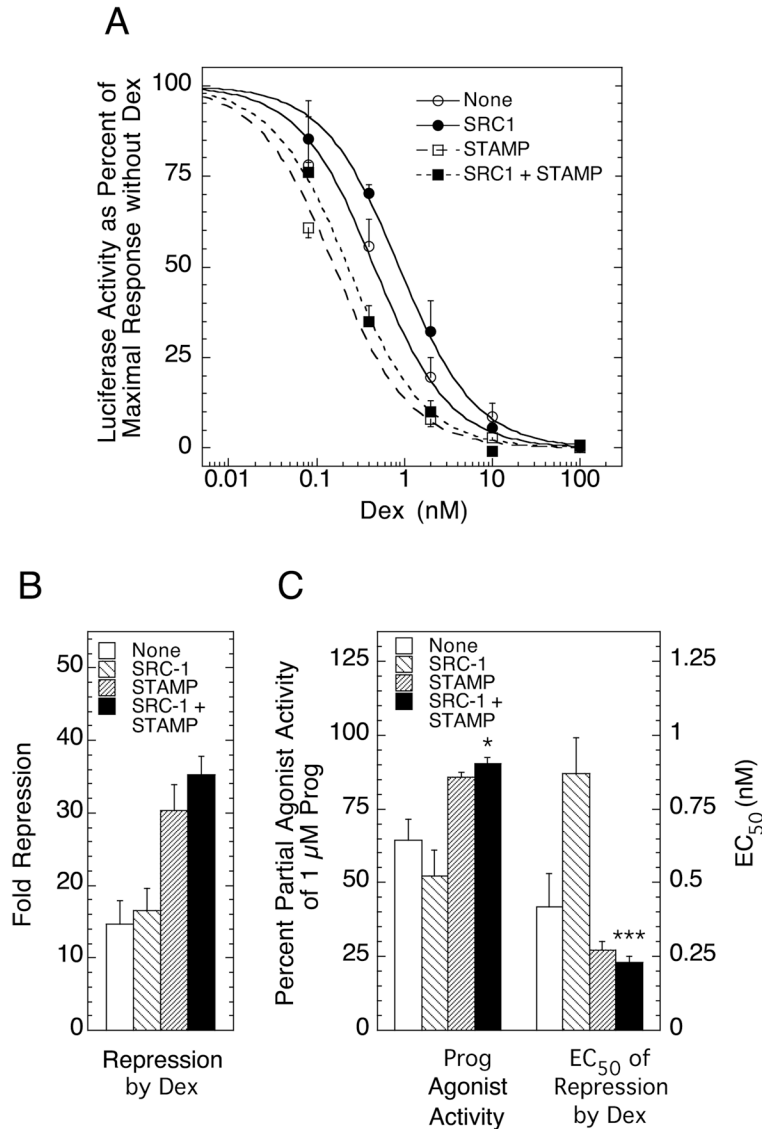 A
Luciferase Activity as Percent of
Maximal Response without Dex
100
75
50
25
0
None
SRC1
STAMP
SRC1 + STAMP
0.01
0.1
1
10
100
Dex (nM)
B
Fold Repression
50
40
30
20
10
0
None
SRC-1
STAMP
SRC-1 +
STAMP
Repression
by Dex
C
Percent Partial Agonist Activity
of 1 µM Prog
125
100
75
50
25
0
None
SRC-1
STAMP
SRC-1 +
STAMP
*
***
1.25
1
0.75
0.5
0.25
0
EC50 (nM)
Prog
Agonist
Activity
EC50 of
Repression
by Dex